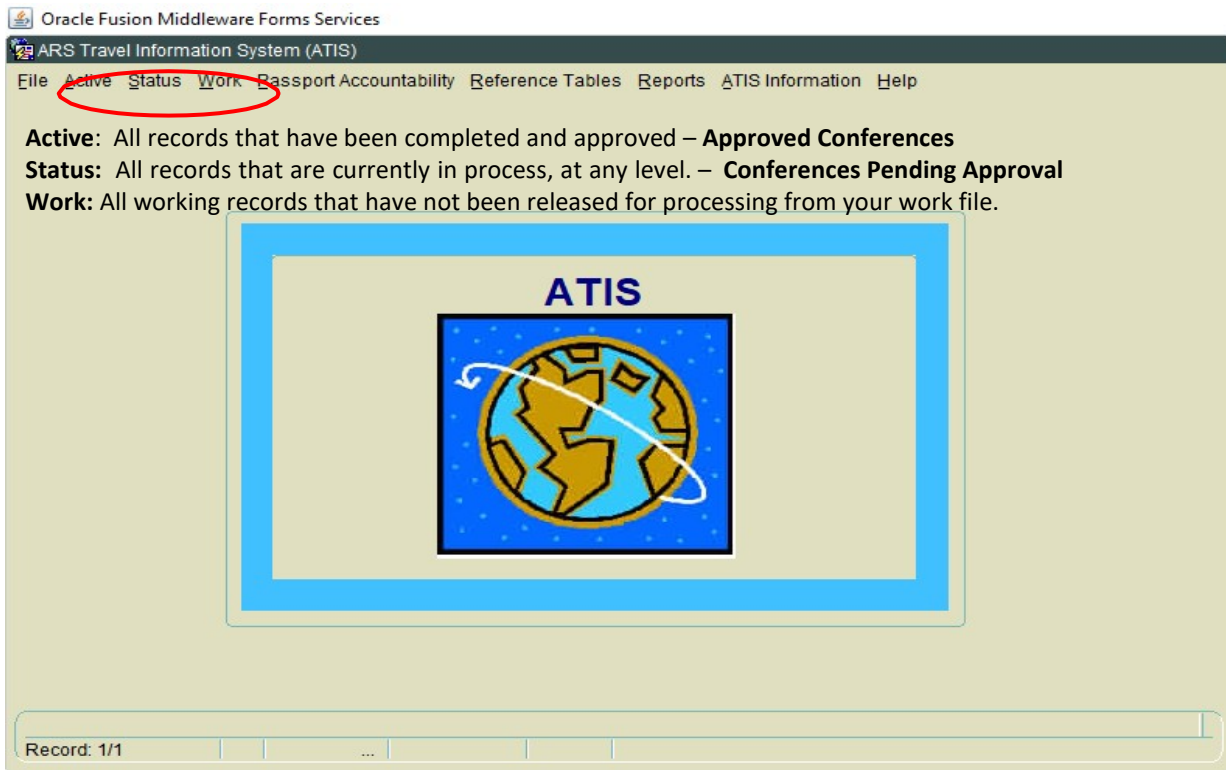 Oracle Fusion Middleware Forms Services
ARS Travel Information System (ATIS)
File Active Status Work Passport Accountability Reference Tables Reports ATIS Information Help
Active: All records that have been completed and approved – Approved Conferences
Status: All records that are currently in process, at any level. – Conferences Pending Approval
Work: All working records that have not been released for processing from your work file.
ATIS
Record: 1/1 ...